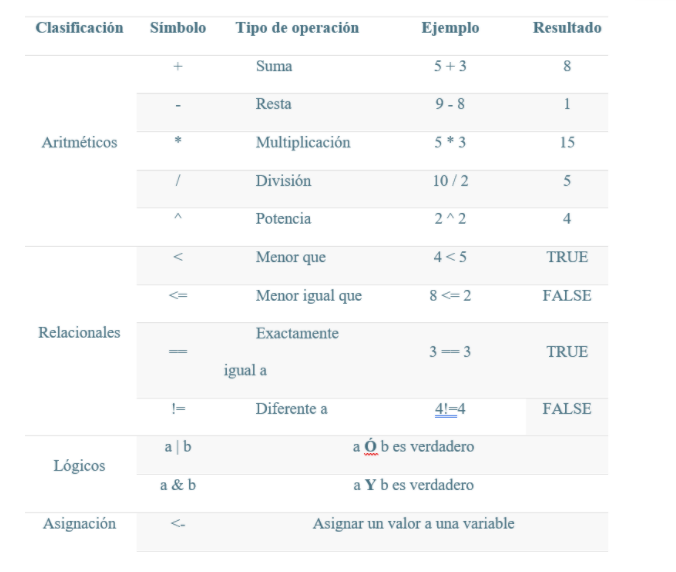 Clasificación Símbolo Tipo de operación Ejemplo Resultado
+ Suma 5 + 3 8
- Resta 9 - 8 1
Aritméticos * Multiplicación 5 * 3 15
/ División 10 / 2 5
^ Potencia 2 ^ 2 4
< Menor que 4 < 5 TRUE
<= Menor igual que 8 <= 2 FALSE
Relacionales == Exactamente
igual a 3 == 3 TRUE
!= Diferente a 4!=4 FALSE
Lógicos a | b a Ó b es verdadero
a & b a Y b es verdadero
Asignación <- Asignar un valor a una variable